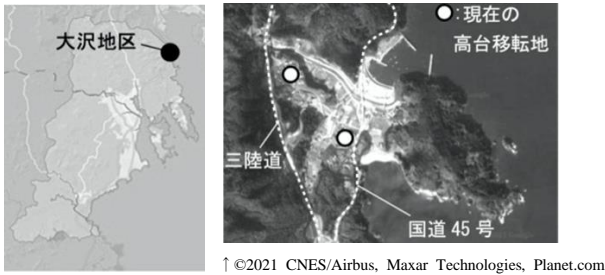 大沢地区
○:現在の
高台移転地
三陸道
国道 45 号
↑©2021 CNES/Airbus, Maxar Technologies, Planet.com